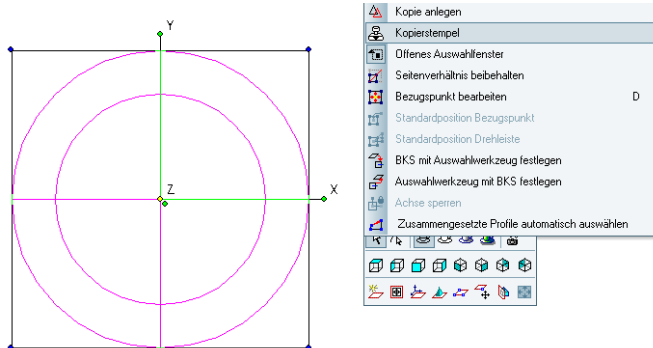 Y
X
Z
Kopie anlegen
Kopierstempel
Offenes Auswahlfenster
Seitenverhältnis beibehalten
Bezugspunkt bearbeiten D
Standardposition Bezugspunkt
Standardposition Drehleiste
BKS mit Auswahlwerkzeug festlegen
Auswahlwerkzeug mit BKS festlegen
Achse sperren
Zusammengesetzte Profile automatisch auswählen